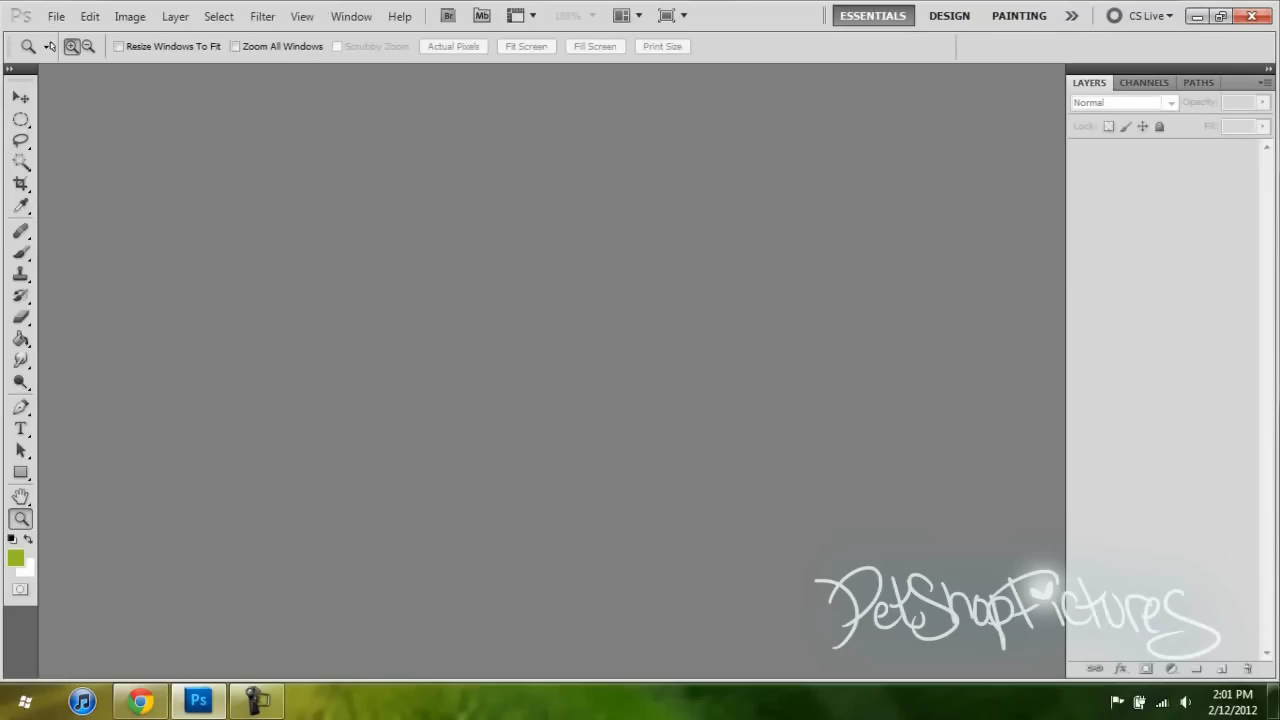 Ps File Edit Image Layer Select Filter View Window Help Br Mb 100% ESSENTIALS DESIGN PAINTING CS Live
Resize Windows To Fit Zoom All Windows Scrubby Zoom Actual Pixels Fit Screen Fill Screen Print Size
LAYERS CHANNELS PATHS
Normal Opacity:
Lock: Fill:
T
fx
PetShopPictures
Ps
2:01 PM
2/12/2012